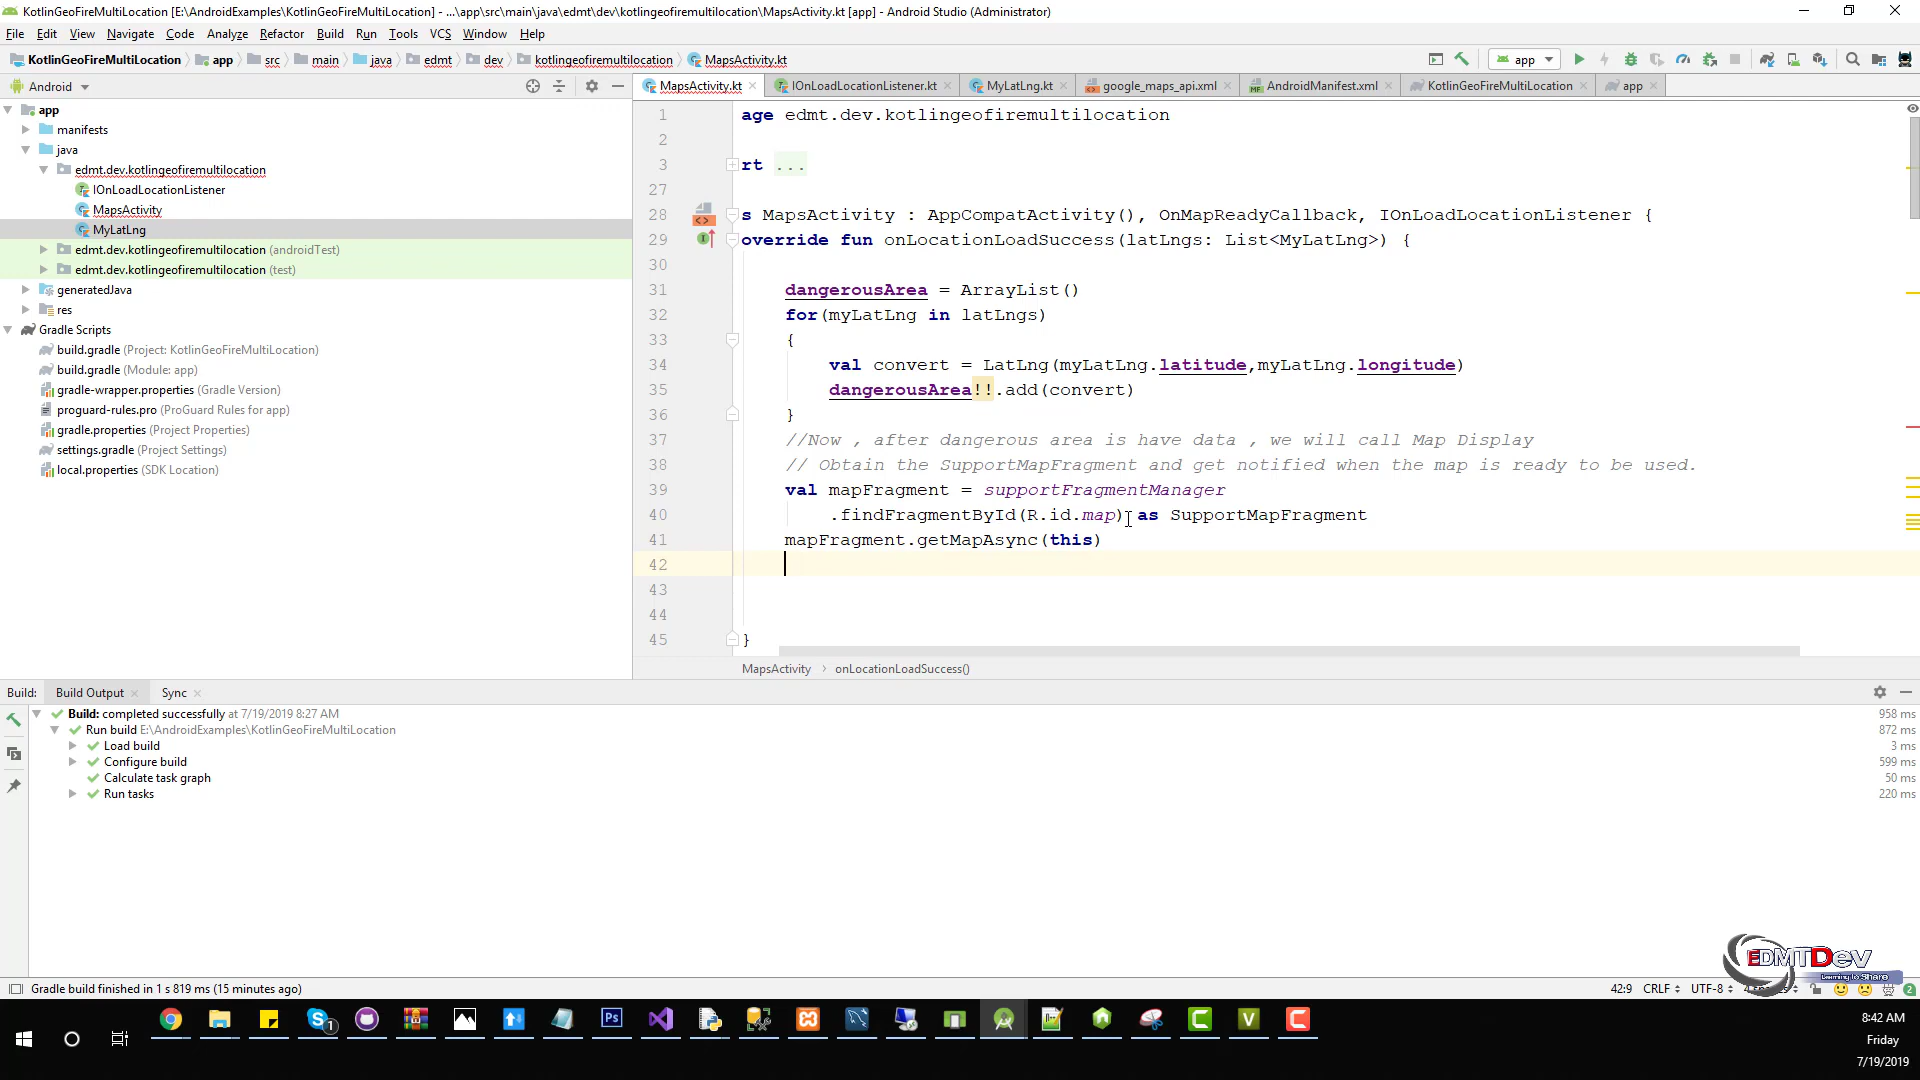 KotlinGeoFireMultiLocation [E:\AndroidExamples\KotlinGeoFireMultiLocation] - ...\app\src\main\java\edmt\dev\kotlingeofiremultilocation\MapsActivity.kt [app] - Android Studio (Administrator)
File Edit View Navigate Code Analyze Refactor Build Run Tools VCS Window Help
KotlinGeoFireMultiLocation app src main java edmt dev kotlingeofiremultilocation MapsActivity.kt app
Android MapsActivity.kt IOnLoadLocationListener.kt MyLatLng.kt google_maps_api.xml AndroidManifest.xml KotlinGeoFireMultiLocation app
app
manifests
java
edmt.dev.kotlingeofiremultilocation
IOnLoadLocationListener
MapsActivity
MyLatLng
edmt.dev.kotlingeofiremultilocation (androidTest)
edmt.dev.kotlingeofiremultilocation (test)
generatedJava
res
Gradle Scripts
build.gradle (Project: KotlinGeoFireMultiLocation)
build.gradle (Module: app)
gradle-wrapper.properties (Gradle Version)
proguard-rules.pro (ProGuard Rules for app)
gradle.properties (Project Properties)
settings.gradle (Project Settings)
local.properties (SDK Location)
1 age edmt.dev.kotlingeofiremultilocation
2
3 rt ...
27
28 s MapsActivity : AppCompatActivity(), OnMapReadyCallback, IOnLoadLocationListener {
29 override fun onLocationLoadSuccess(latLngs: List<MyLatLng>) {
30
31 dangerousArea = ArrayList()
32 for(myLatLng in latLngs)
33 {
34 val convert = LatLng(myLatLng.latitude,myLatLng.longitude)
35 dangerousArea!!.add(convert)
36 }
37 //Now , after dangerous area is have data , we will call Map Display
38 // Obtain the SupportMapFragment and get notified when the map is ready to be used.
39 val mapFragment = supportFragmentManager
40 .findFragmentById(R.id.map) as SupportMapFragment
41 mapFragment.getMapAsync(this)
42
43
44
45 }
MapsActivity › onLocationLoadSuccess()
Build: Build Output Sync
Build: completed successfully at 7/19/2019 8:27 AM 958 ms
Run build E:\AndroidExamples\KotlinGeoFireMultiLocation 872 ms
Load build 3 ms
Configure build 599 ms
Calculate task graph 50 ms
Run tasks 220 ms
EDMTDev
Learning to Share
Gradle build finished in 1 s 819 ms (15 minutes ago) 42:9 CRLF UTF-8
8:42 AM
Friday
7/19/2019